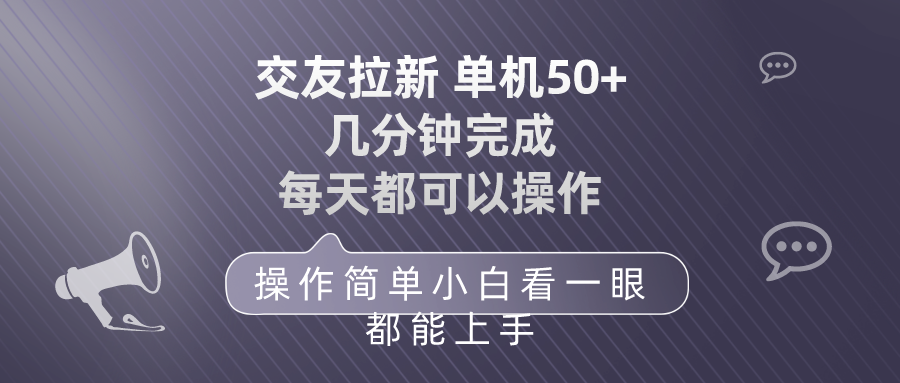 交友拉新 单机50+
几分钟完成
每天都可以操作
操作简单小白看一眼
都能上手